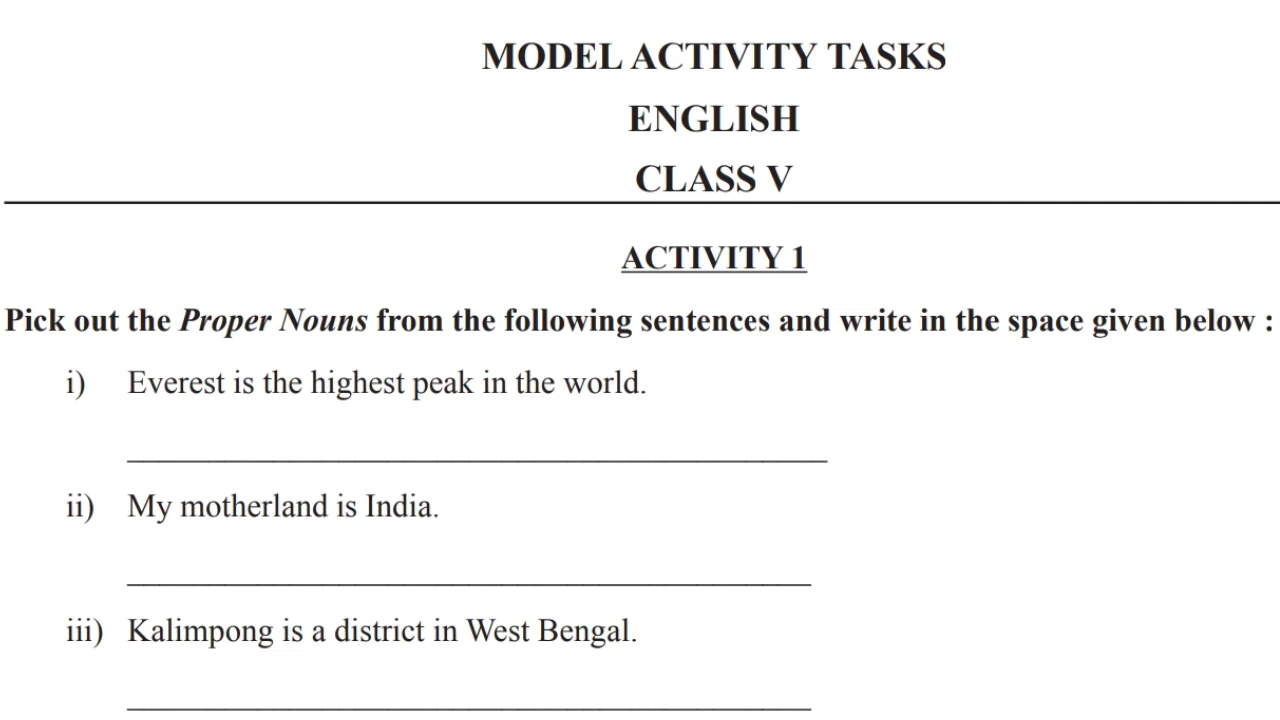 MODEL ACTIVITY TASKS
ENGLISH
CLASS V
ACTIVITY 1
Pick out the Proper Nouns from the following sentences and write in the space given below :
i) Everest is the highest peak in the world.
ii) My motherland is India.
iii) Kalimpong is a district in West Bengal.